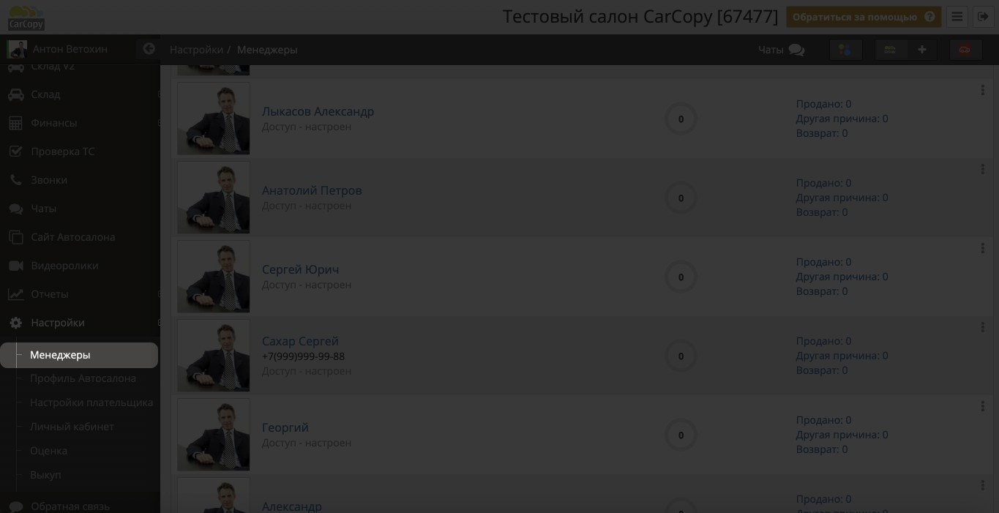 CarCopy
Тестовый салон CarCopy [67477]
Обратиться за помощью
Антон Ветохин
Настройки / Менеджеры
Чаты
Склад V2
Склад
Финансы
Проверка ТС
Звонки
Чаты
Сайт Автосалона
Видеоролики
Отчеты
Настройки
Менеджеры
Профиль Автосалона
Настройки плательщика
Личный кабинет
Оценка
Выкуп
Обратная связь
Лыкасов Александр
Доступ - настроен
0
Продано: 0
Другая причина: 0
Возврат: 0
Анатолий Петров
Доступ - настроен
0
Продано: 0
Другая причина: 0
Возврат: 0
Сергей Юрич
Доступ - настроен
0
Продано: 0
Другая причина: 0
Возврат: 0
Сахар Сергей
+7(999)999-99-88
Доступ - настроен
0
Продано: 0
Другая причина: 0
Возврат: 0
Георгий
Доступ - настроен
0
Продано: 0
Другая причина: 0
Возврат: 0
Александр
Продано: 0
Другая причина: 0